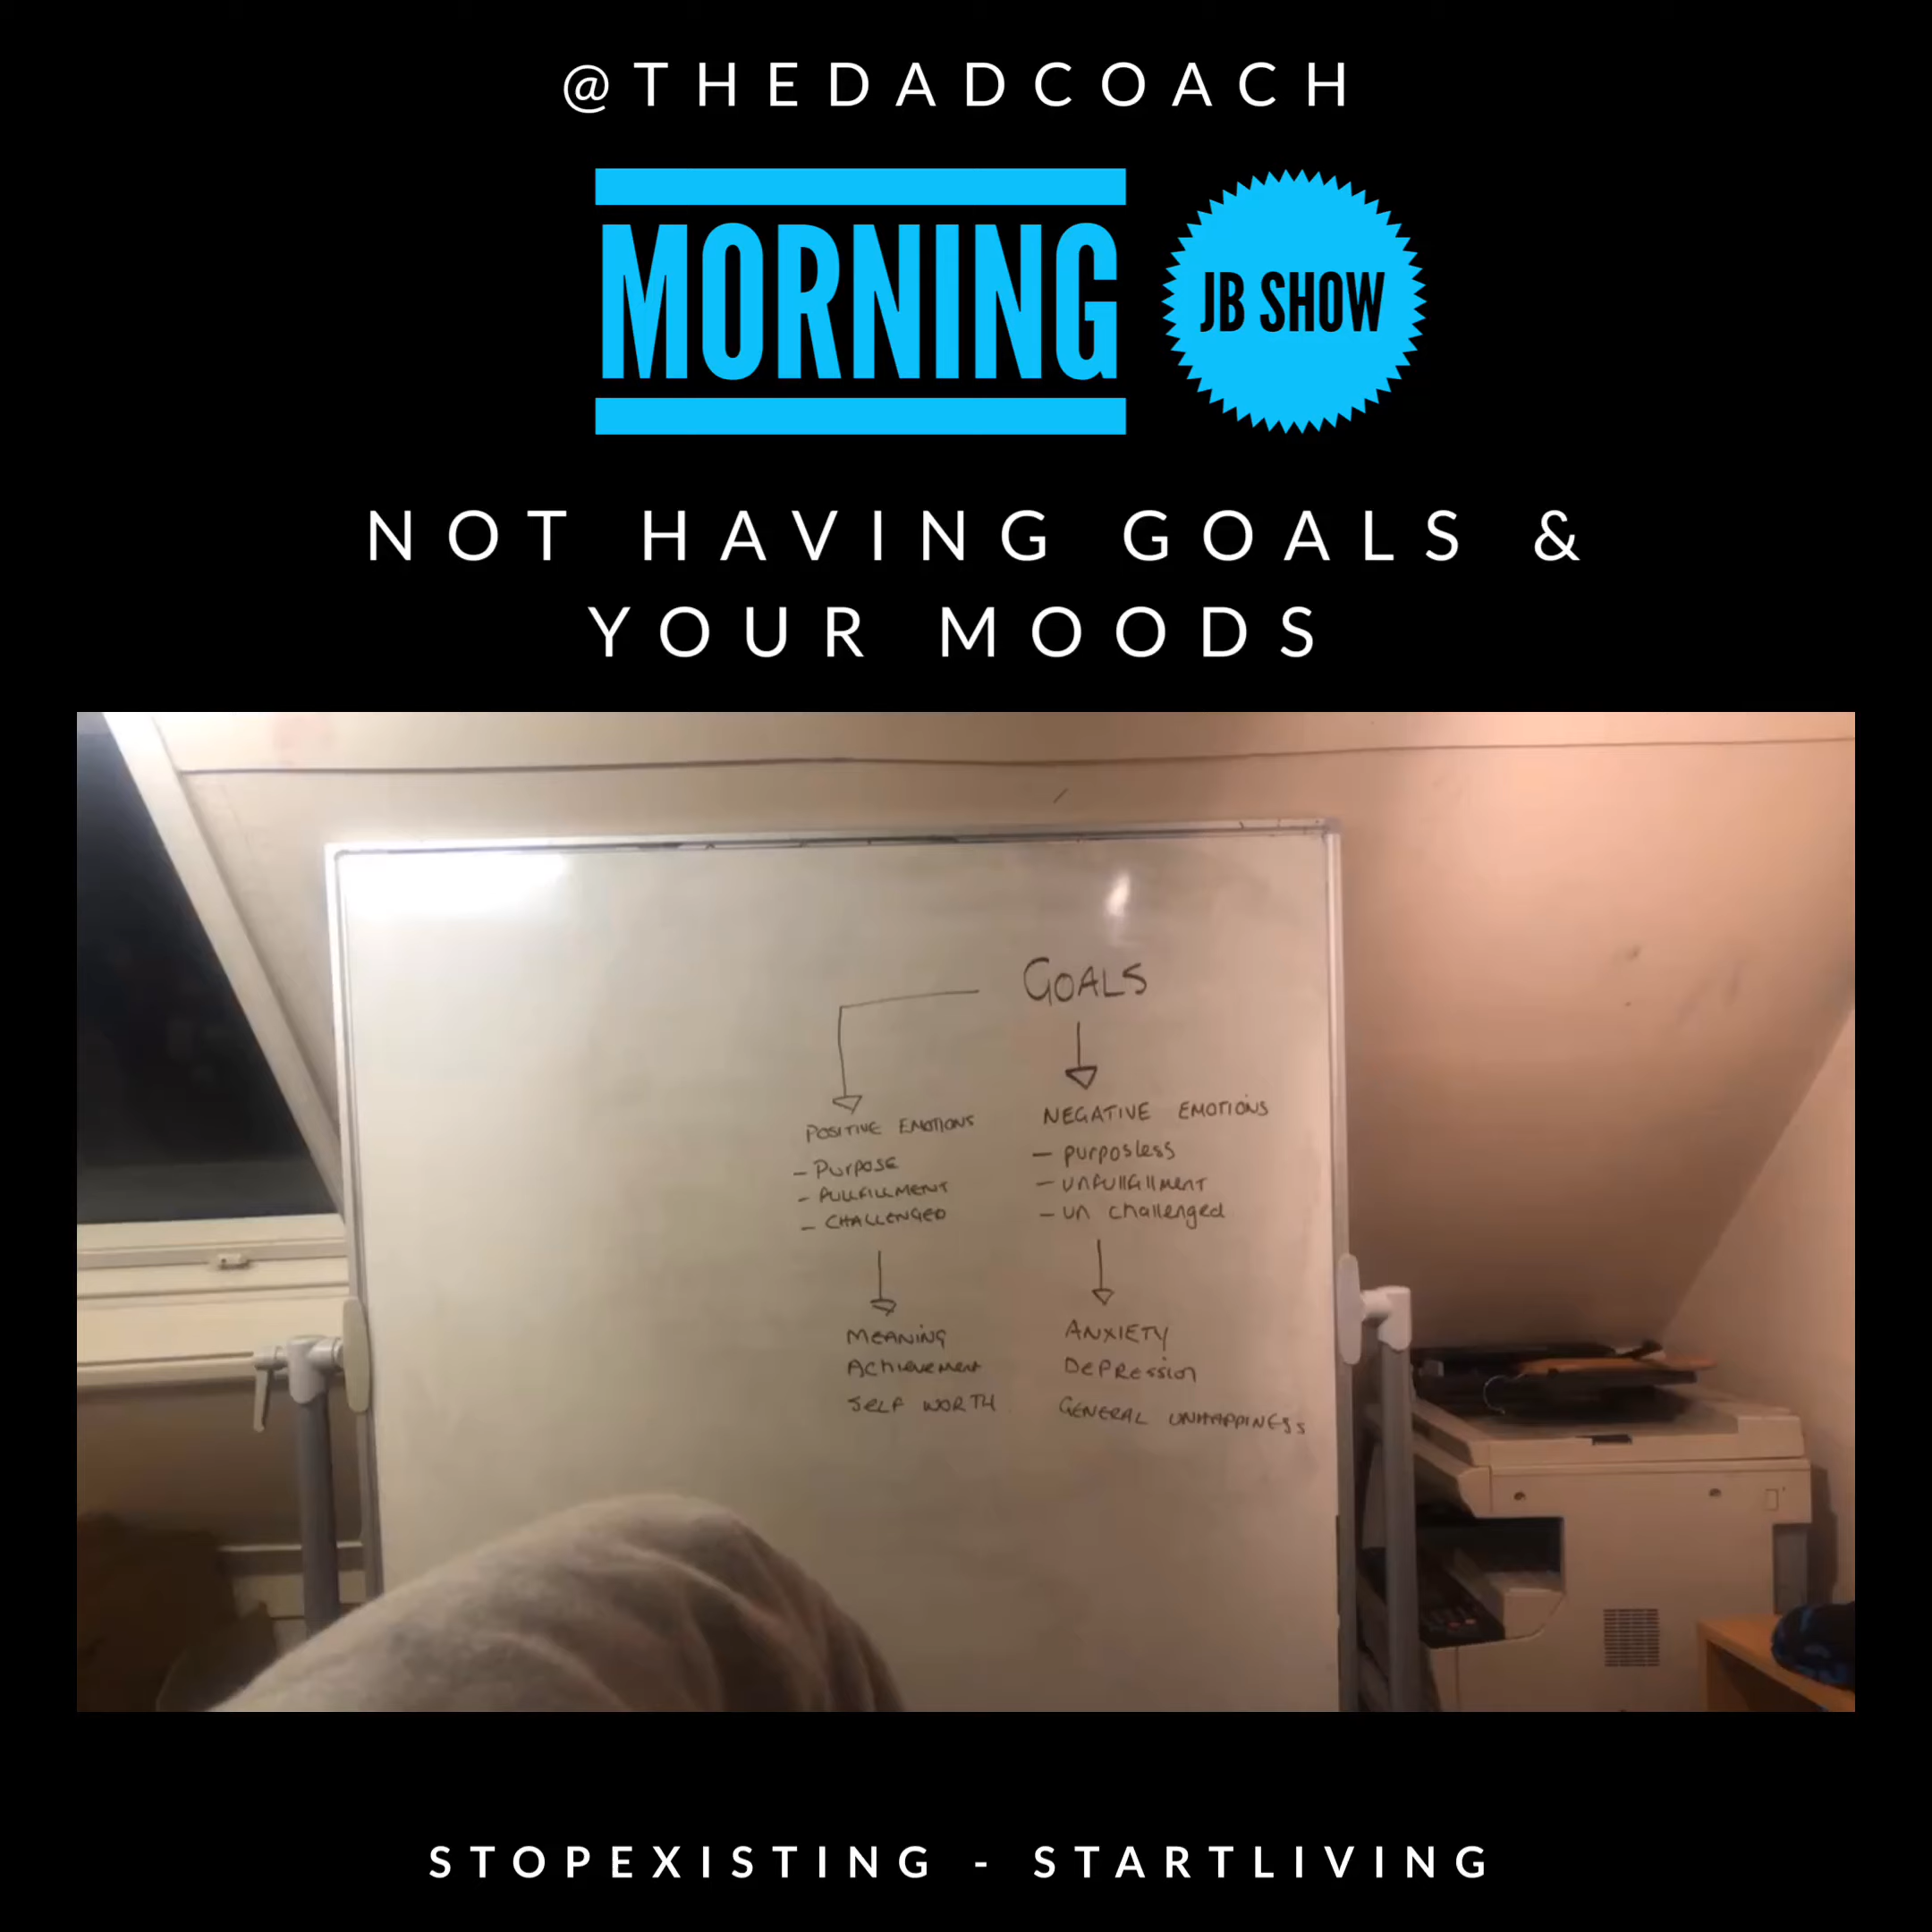 @THEDADCOACH
MORNING
JB SHOW
NOT HAVING GOALS &
YOUR MOODS
GOALS
POSITIVE EMOTIONS
- PURPOSE
- FULLFILLMENT
- CHALLENGED
MEANING
Achievement
SELF WORTH
NEGATIVE EMOTIONS
- purposless
- unfullfillment
- un challenged
ANXIETY
DEPRession
GENERAL UNHAPPINESS
STOPEXISTING - STARTLIVING